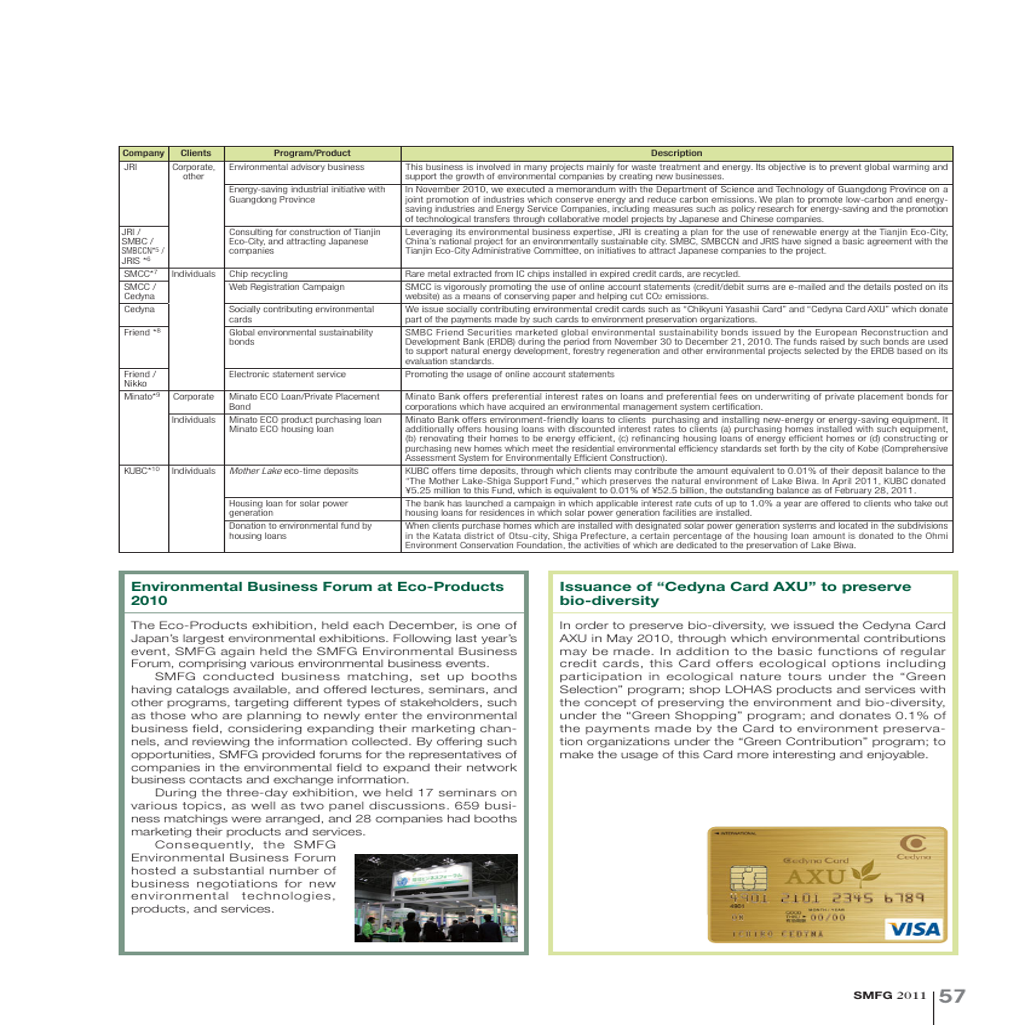 Company Clients Program/Product Description
JRI Corporate, other Environmental advisory business This business is involved in many projects mainly for waste treatment and energy. Its objective is to prevent global warming and
support the growth of environmental companies by creating new businesses.
Energy-saving industrial initiative with In November 2010, we executed a memorandum with the Department of Science and Technology of Guangdong Province on a
Guangdong Province joint promotion of industries which conserve energy and reduce carbon emissions. We plan to promote low-carbon and energy-
saving industries and Energy Service Companies, including measures such as policy research for energy-saving and the promotion
of technological transfers through collaborative model projects by Japanese and Chinese companies.
JRI / Consulting for construction of Tianjin Leveraging its environmental business expertise, JRI is creating a plan for the use of renewable energy at the Tianjin Eco-City,
SMBC / Eco-City, and attracting Japanese China's national project for an environmentally sustainable city. SMBC, SMBCCN and JRIS have signed a basic agreement with the
SMBCCN*5 / companies Tianjin Eco-City Administrative Committee, on initiatives to attract Japanese companies to the project.
JRIS *6
SMCC*7 Individuals Chip recycling Rare metal extracted from IC chips installed in expired credit cards, are recycled.
SMCC / Web Registration Campaign SMCC is vigorously promoting the use of online account statements (credit/debit sums are e-mailed and the details posted on its
Cedyna website) as a means of conserving paper and helping cut CO2 emissions.
Cedyna Socially contributing environmental We issue socially contributing environmental credit cards such as “Chikyuni Yasashii Card” and “Cedyna Card AXU” which donate
cards part of the payments made by such cards to environment preservation organizations.
Friend *8 Global environmental sustainability SMBC Friend Securities marketed global environmental sustainability bonds issued by the European Reconstruction and
bonds Development Bank (ERDB) during the period from November 30 to December 21, 2010. The funds raised by such bonds are used
to support natural energy development, forestry regeneration and other environmental projects selected by the ERDB based on its
evaluation standards.
Friend / Electronic statement service Promoting the usage of online account statements
Nikko
Minato*9 Corporate Minato ECO Loan/Private Placement Minato Bank offers preferential interest rates on loans and preferential fees on underwriting of private placement bonds for
Bond corporations which have acquired an environmental management system certification.
Individuals Minato ECO product purchasing loan Minato Bank offers environment-friendly loans to clients purchasing and installing new-energy or energy-saving equipment. It
Minato ECO housing loan additionally offers housing loans with discounted interest rates to clients (a) purchasing homes installed with such equipment,
(b) renovating their homes to be energy efficient, (c) refinancing housing loans of energy efficient homes or (d) constructing or
purchasing new homes which meet the residential environmental efficiency standards set forth by the city of Kobe (Comprehensive
Assessment System for Environmentally Efficient Construction).
KUBC*10 Individuals Mother Lake eco-time deposits KUBC offers time deposits, through which clients may contribute the amount equivalent to 0.01% of their deposit balance to the
“The Mother Lake-Shiga Support Fund,” which preserves the natural environment of Lake Biwa. In April 2011, KUBC donated
¥5.25 million to this Fund, which is equivalent to 0.01% of ¥52.5 billion, the outstanding balance as of February 28, 2011.
Housing loan for solar power The bank has launched a campaign in which applicable interest rate cuts of up to 1.0% a year are offered to clients who take out
generation housing loans for residences in which solar power generation facilities are installed.
Donation to environmental fund by When clients purchase homes which are installed with designated solar power generation systems and located in the subdivisions
housing loans in the Katata district of Otsu-city, Shiga Prefecture, a certain percentage of the housing loan amount is donated to the Ohmi
Environment Conservation Foundation, the activities of which are dedicated to the preservation of Lake Biwa.
Environmental Business Forum at Eco-Products
2010
The Eco-Products exhibition, held each December, is one of
Japan's largest environmental exhibitions. Following last year's
event, SMFG again held the SMFG Environmental Business
Forum, comprising various environmental business events.
SMFG conducted business matching, set up booths
having catalogs available, and offered lectures, seminars, and
other programs, targeting different types of stakeholders, such
as those who are planning to newly enter the environmental
business field, considering expanding their marketing chan-
nels, and reviewing the information collected. By offering such
opportunities, SMFG provided forums for the representatives of
companies in the environmental field to expand their network
business contacts and exchange information.
During the three-day exhibition, we held 17 seminars on
various topics, as well as two panel discussions. 659 busi-
ness matchings were arranged, and 28 companies had booths
marketing their products and services.
Consequently, the SMFG
Environmental Business Forum
hosted a substantial number of
business negotiations for new
environmental technologies,
products, and services.
Issuance of “Cedyna Card AXU” to preserve
bio-diversity
In order to preserve bio-diversity, we issued the Cedyna Card
AXU in May 2010, through which environmental contributions
may be made. In addition to the basic functions of regular
credit cards, this Card offers ecological options including
participation in ecological nature tours under the “Green
Selection” program; shop LOHAS products and services with
the concept of preserving the environment and bio-diversity,
under the “Green Shopping” program; and donates 0.1% of
the payments made by the Card to environment preserva-
tion organizations under the “Green Contribution” program; to
make the usage of this Card more interesting and enjoyable.
INTERNATIONAL
Cedyna
Cedyna Card
AXU
2101 2345 6789
MONTH/YEAR
00/00
ICHIRO CEDYNA
VISA
SMFG 2011 57